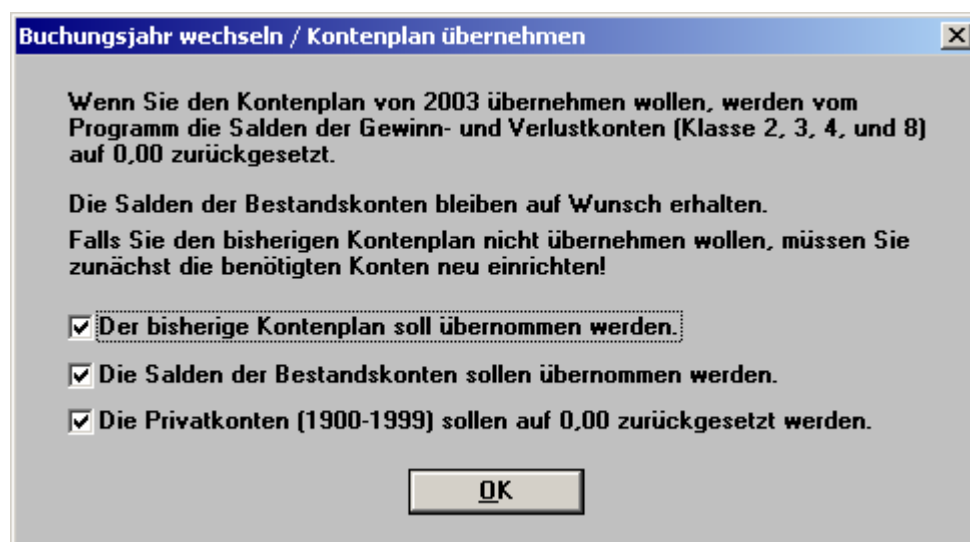 Buchungsjahr wechseln / Kontenplan übernehmen
Wenn Sie den Kontenplan von 2003 übernehmen wollen, werden vom
Programm die Salden der Gewinn- und Verlustkonten (Klasse 2, 3, 4, und 8)
auf 0,00 zurückgesetzt.
Die Salden der Bestandskonten bleiben auf Wunsch erhalten.
Falls Sie den bisherigen Kontenplan nicht übernehmen wollen, müssen Sie
zunächst die benötigten Konten neu einrichten!
Der bisherige Kontenplan soll übernommen werden.
Die Salden der Bestandskonten sollen übernommen werden.
Die Privatkonten (1900-1999) sollen auf 0,00 zurückgesetzt werden.
OK